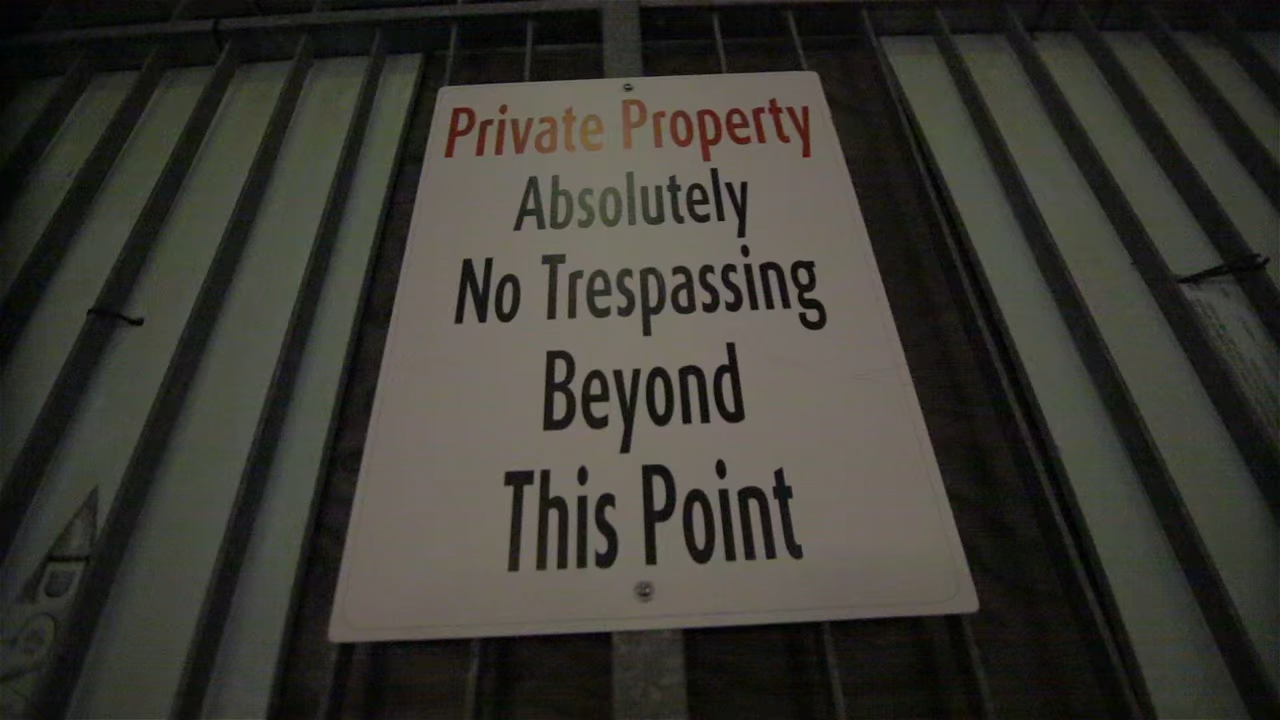 Private Property
Absolutely
No Trespassing
Beyond
This Point